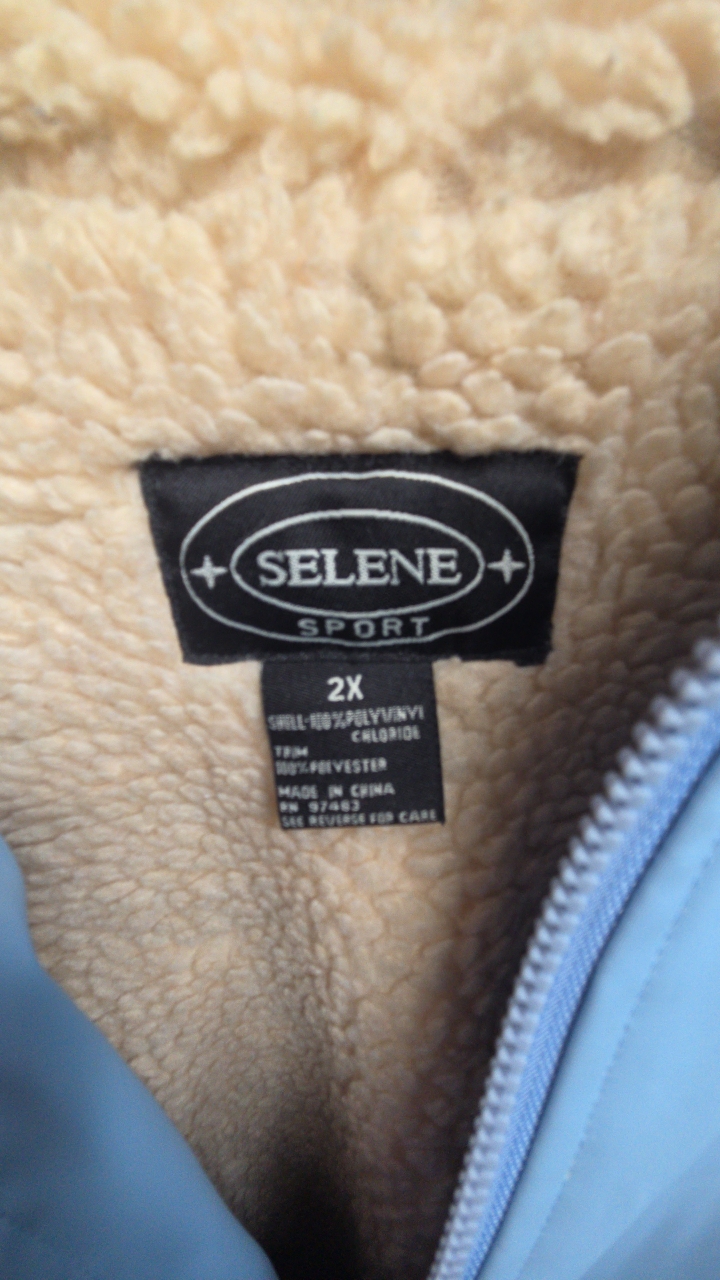 SELENE
SPORT
2X
SHELL-100%POLYVINYL
CHLORIDE
TRIM
100%POLYESTER
MADE IN CHINA
RN 97463
SEE REVERSE FOR CARE